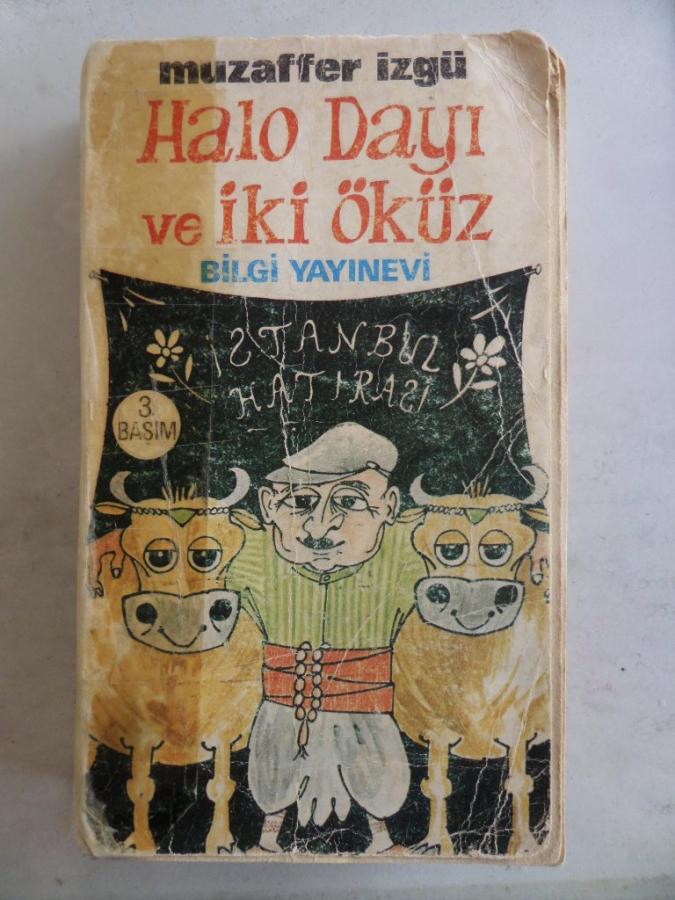 muzaffer izgü
Halo Dayı
ve iki öküz
BİLGİ YAYINEVİ
İSTANBUL
HATIRASI
3.
BASIM